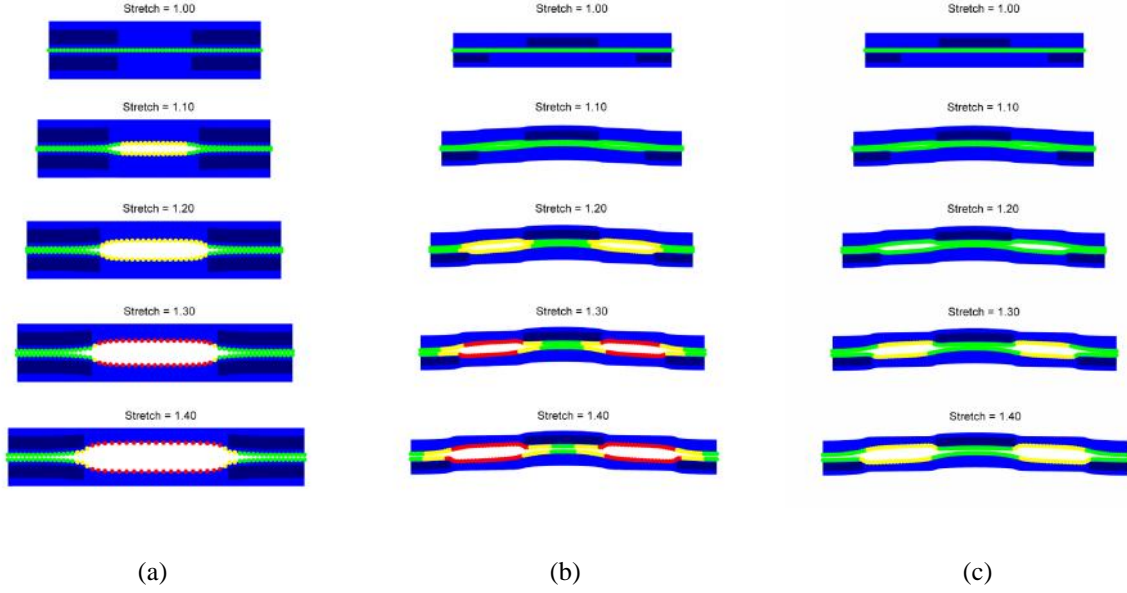 Stretch = 1.00
Stretch = 1.10
Stretch = 1.20
Stretch = 1.30
Stretch = 1.40
(a)
Stretch = 1.00
Stretch = 1.10
Stretch = 1.20
Stretch = 1.30
Stretch = 1.40
(b)
Stretch = 1.00
Stretch = 1.10
Stretch = 1.20
Stretch = 1.30
Stretch = 1.40
(c)